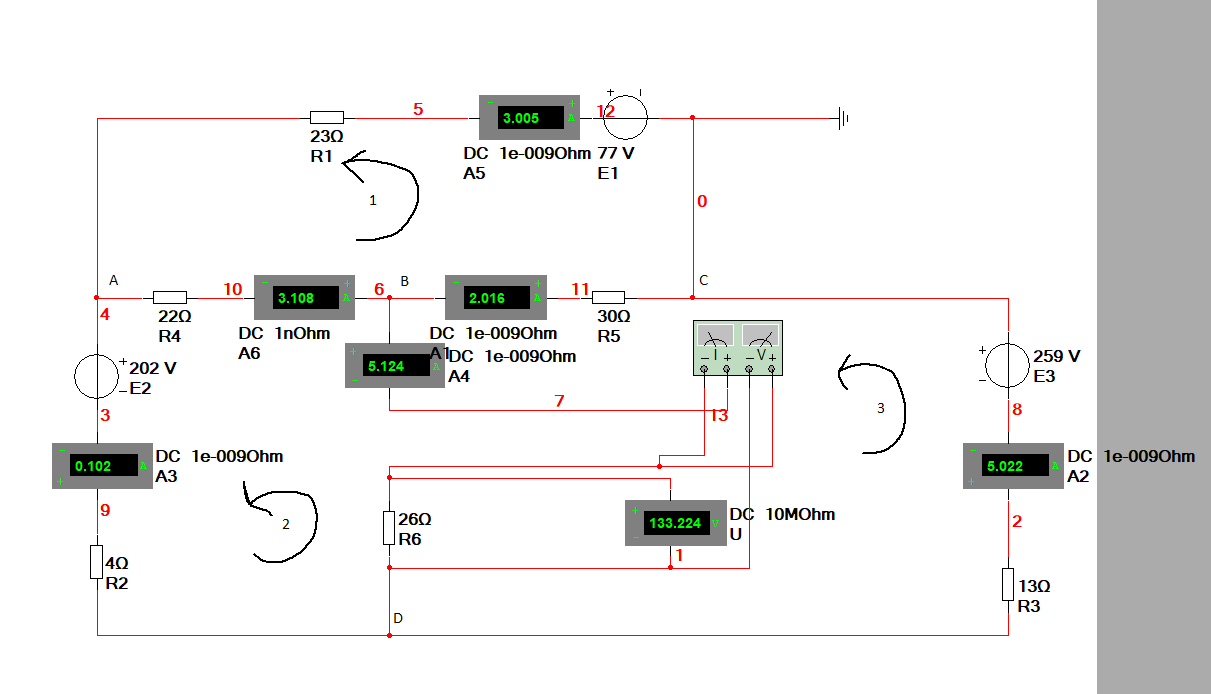 5
3.005 A
12
23Ω
R1
DC 1e-009Ohm
A5
77 V
E1
1
0
A
B
C
10
3.108 A
6
2.016 A
11
4
22Ω
R4
DC 1nOhm
A6
DC 1e-009Ohm
A1
30Ω
R5
5.124 A
DC 1e-009Ohm
A4
I V
202 V
E2
259 V
E3
3
7
13
3
8
0.102 A
DC 1e-009Ohm
A3
5.022 A
DC 1e-009Ohm
A2
9
2
26Ω
R6
133.224 V
DC 10MOhm
U
1
2
4Ω
R2
13Ω
R3
D